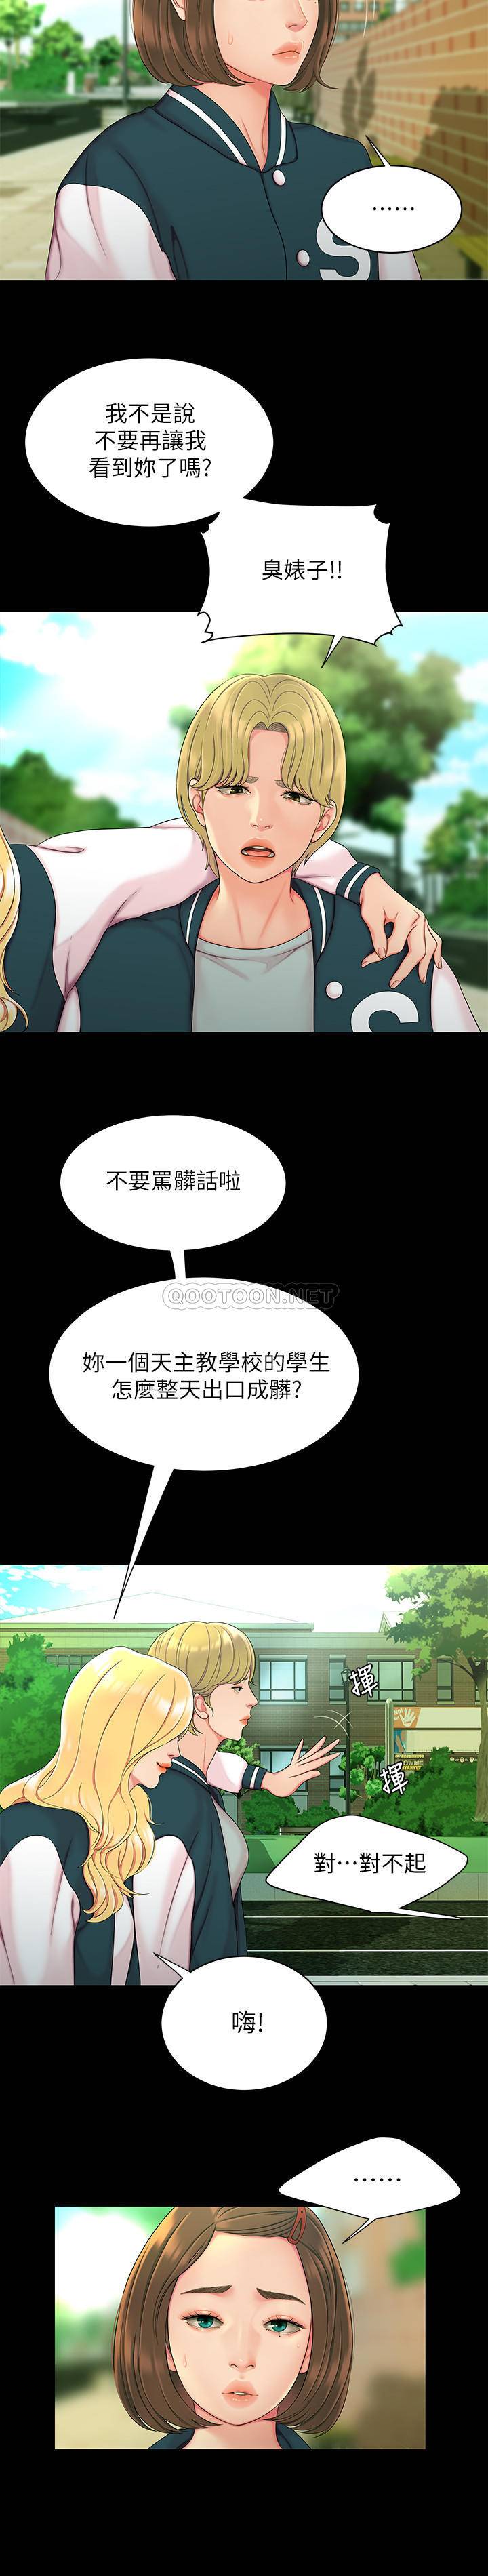 ……
S
我不是說
不要再讓我
看到妳了嗎?
臭婊子!!
S
不要罵髒話啦
QOOTOON.NET
妳一個天主教學校的學生
怎麼整天出口成髒?
揮
揮
對…對不起
嗨!
……